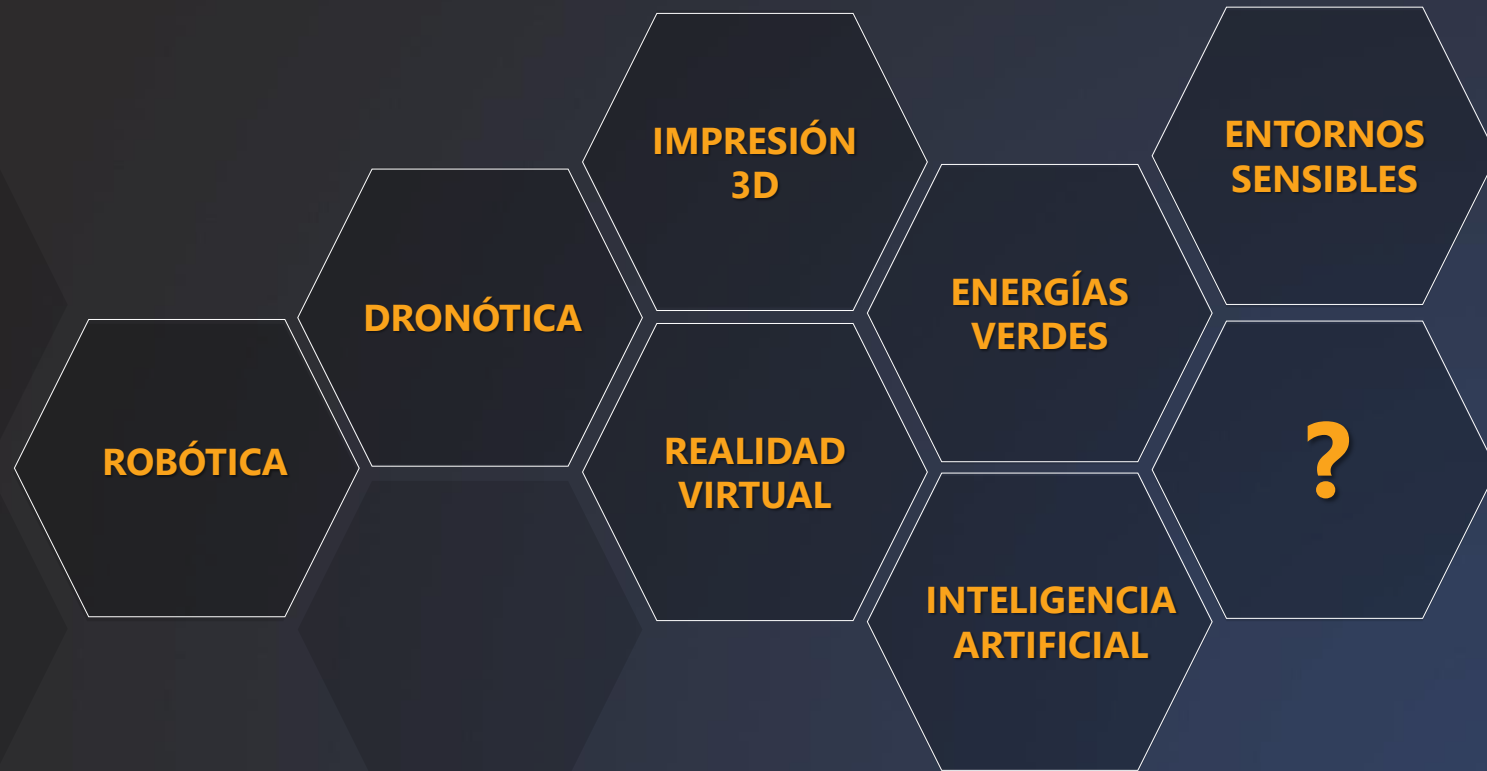 ROBÓTICA
DRONÓTICA
IMPRESIÓN
3D
REALIDAD
VIRTUAL
ENERGÍAS
VERDES
INTELIGENCIA
ARTIFICIAL
ENTORNOS
SENSIBLES
?